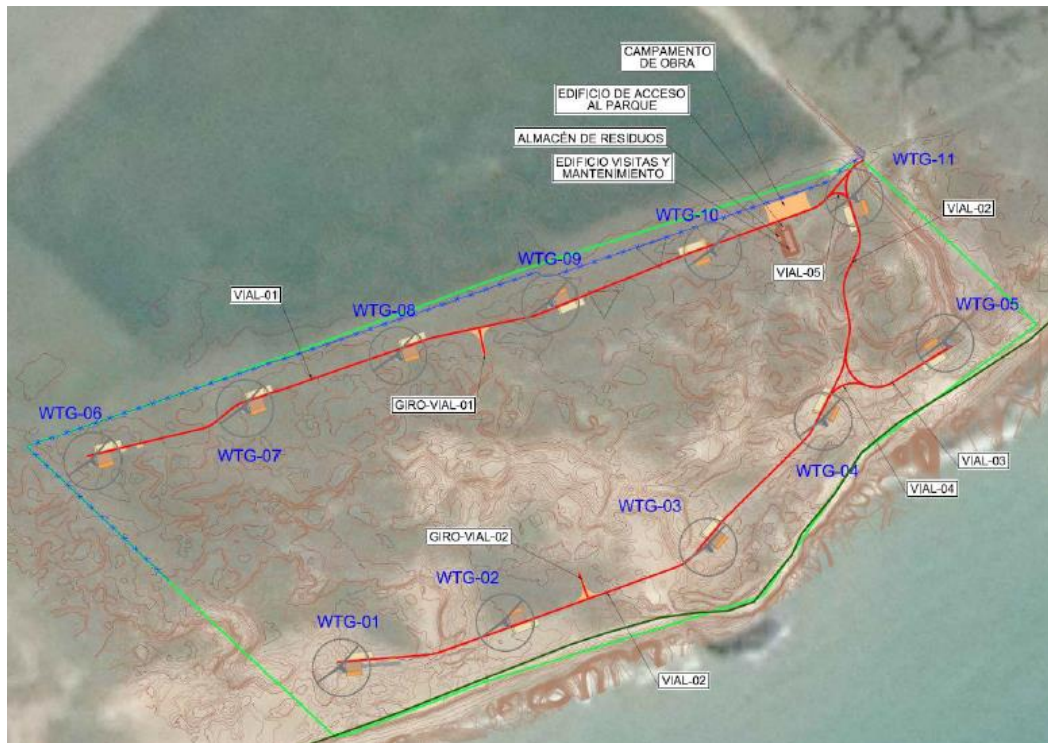 CAMPAMENTO
DE OBRA
EDIFICIO DE ACCESO
AL PARQUE
ALMACÉN DE RESÍDUOS
EDIFICIO VISITAS Y
MANTENIMIENTO
WTG-11
VIAL-02
WTG-10
WTG-09
VIAL-05
VIAL-01
WTG-08
WTG-05
GIRO-VIAL-01
WTG-06
WTG-07
WTG-04
VIAL-03
VIAL-04
WTG-03
GIRO-VIAL-02
WTG-02
WTG-01
VIAL-02